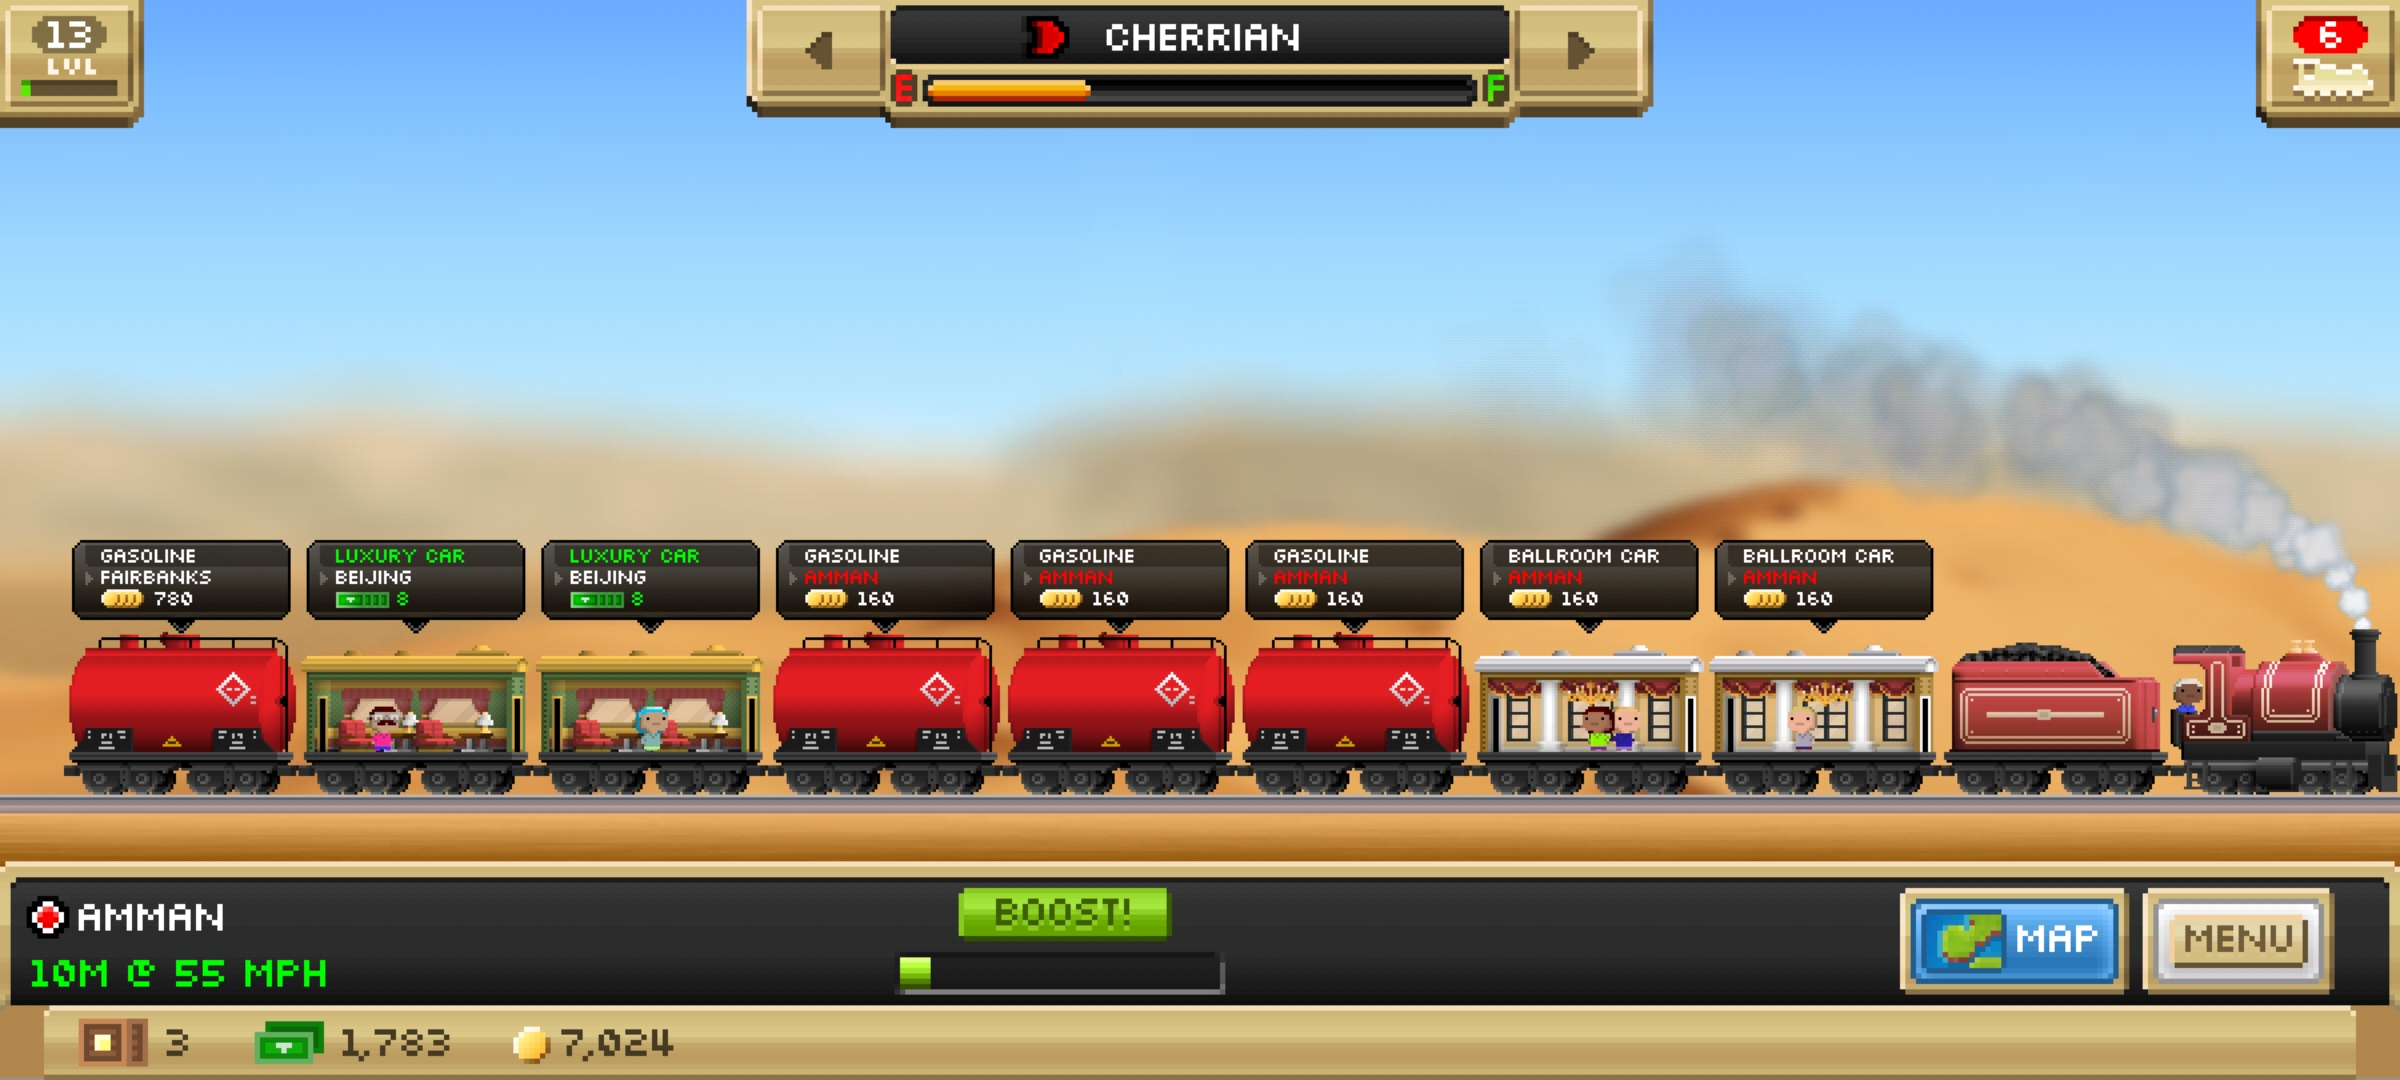 13
LVL
CHERRIAN
E F
6
GASOLINE
FAIRBANKS
780
LUXURY CAR
BEIJING
8
LUXURY CAR
BEIJING
8
GASOLINE
AMMAN
160
GASOLINE
AMMAN
160
GASOLINE
AMMAN
160
BALLROOM CAR
AMMAN
160
BALLROOM CAR
AMMAN
160
AMMAN
10M @ 55 MPH
BOOST!
MAP
MENU
3 1,783 7,024